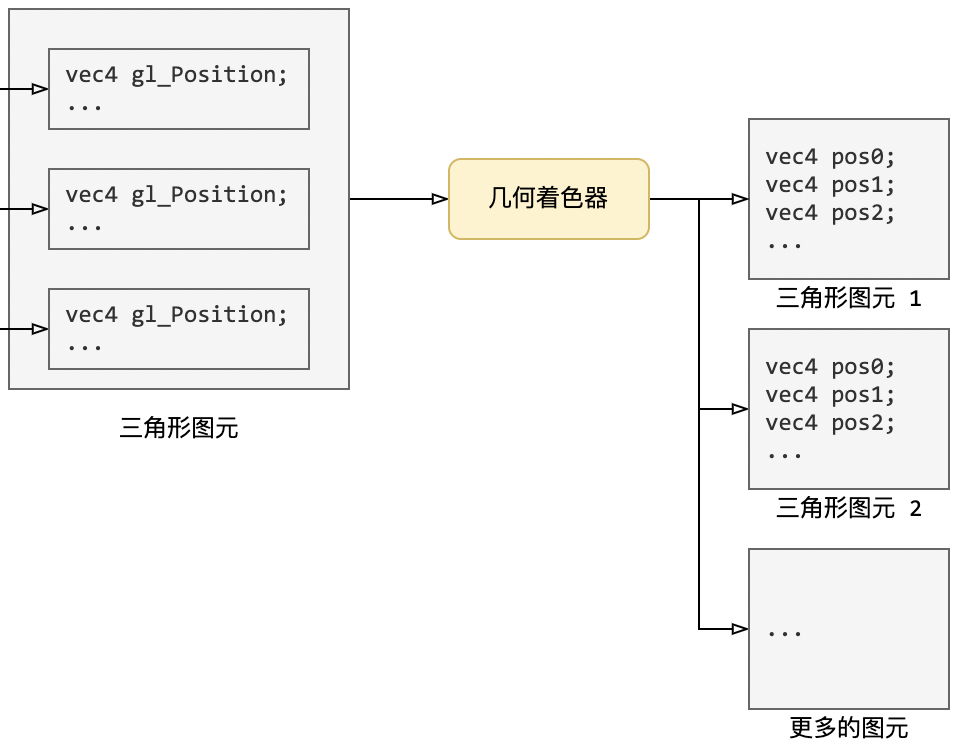 vec4 gl_Position;
...
vec4 gl_Position;
...
vec4 gl_Position;
...
三角形图元
几何着色器
vec4 pos0;
vec4 pos1;
vec4 pos2;
...
三角形图元 1
vec4 pos0;
vec4 pos1;
vec4 pos2;
...
三角形图元 2
...
更多的图元